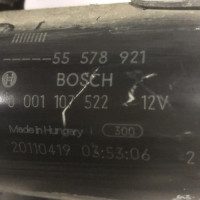 ------55 578 921
BOSCH
0 001 107 522 12V
Made in Hungary 300
20110419 03:53:06 -2